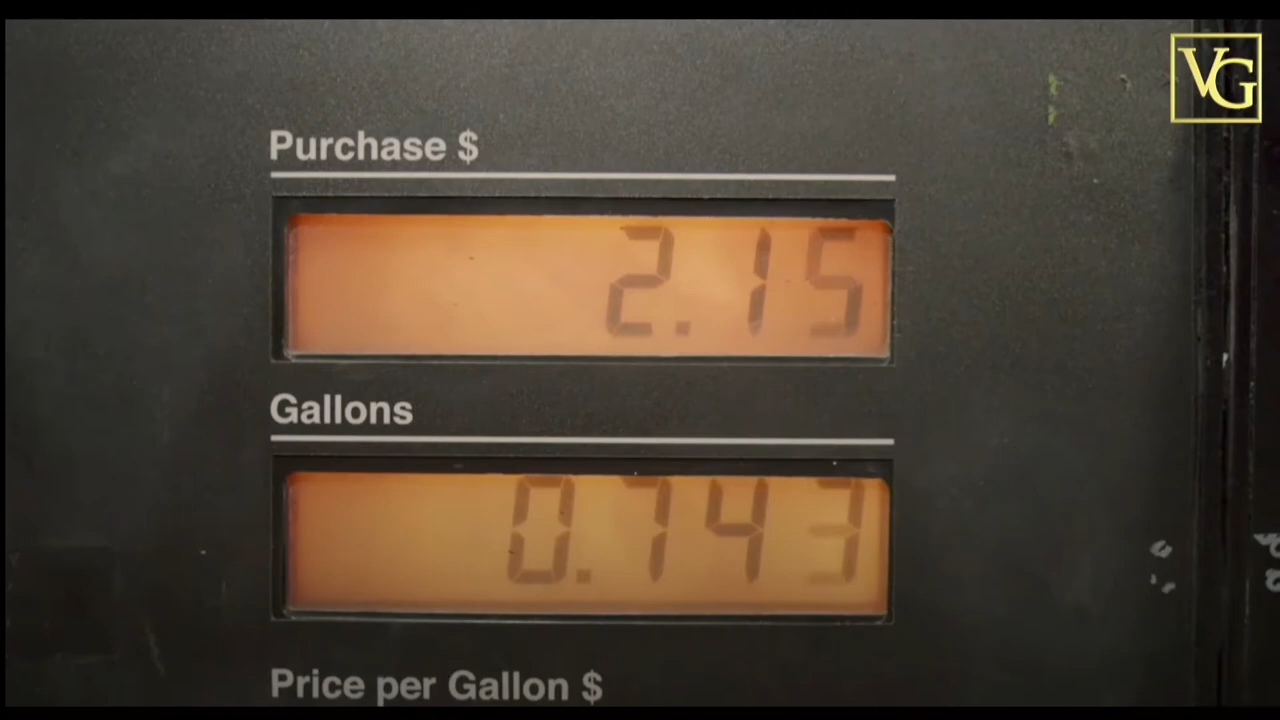 VG
Purchase $
2.15
Gallons
0.743
Price per Gallon $